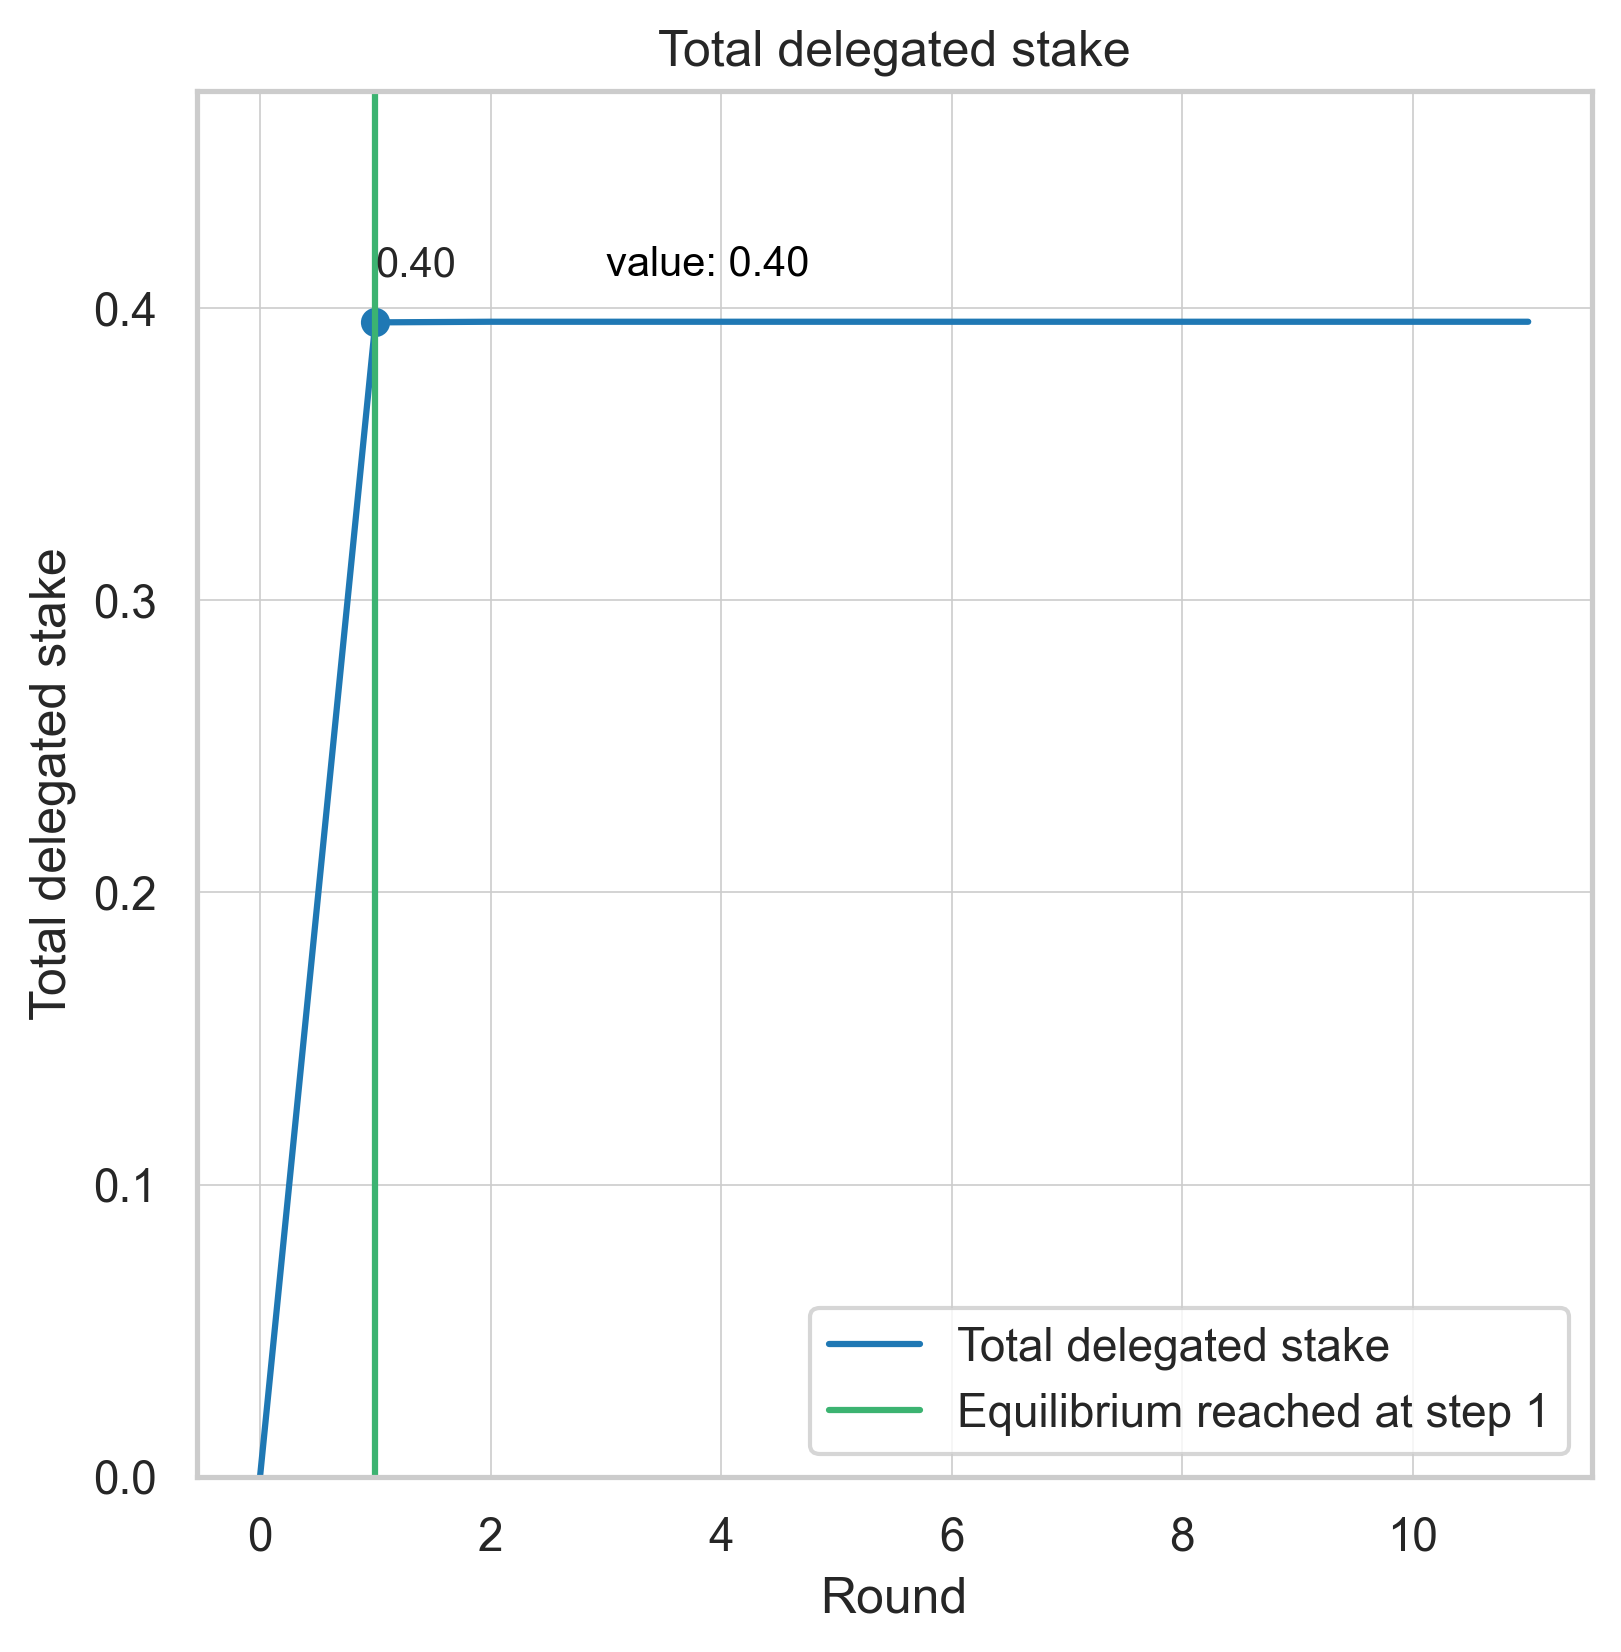 Total delegated stake
0.40
value: 0.40
0.4
0.3
0.2
0.1
0.0
Total delegated stake
Total delegated stake
Equilibrium reached at step 1
0 2 4 6 8 10
Round